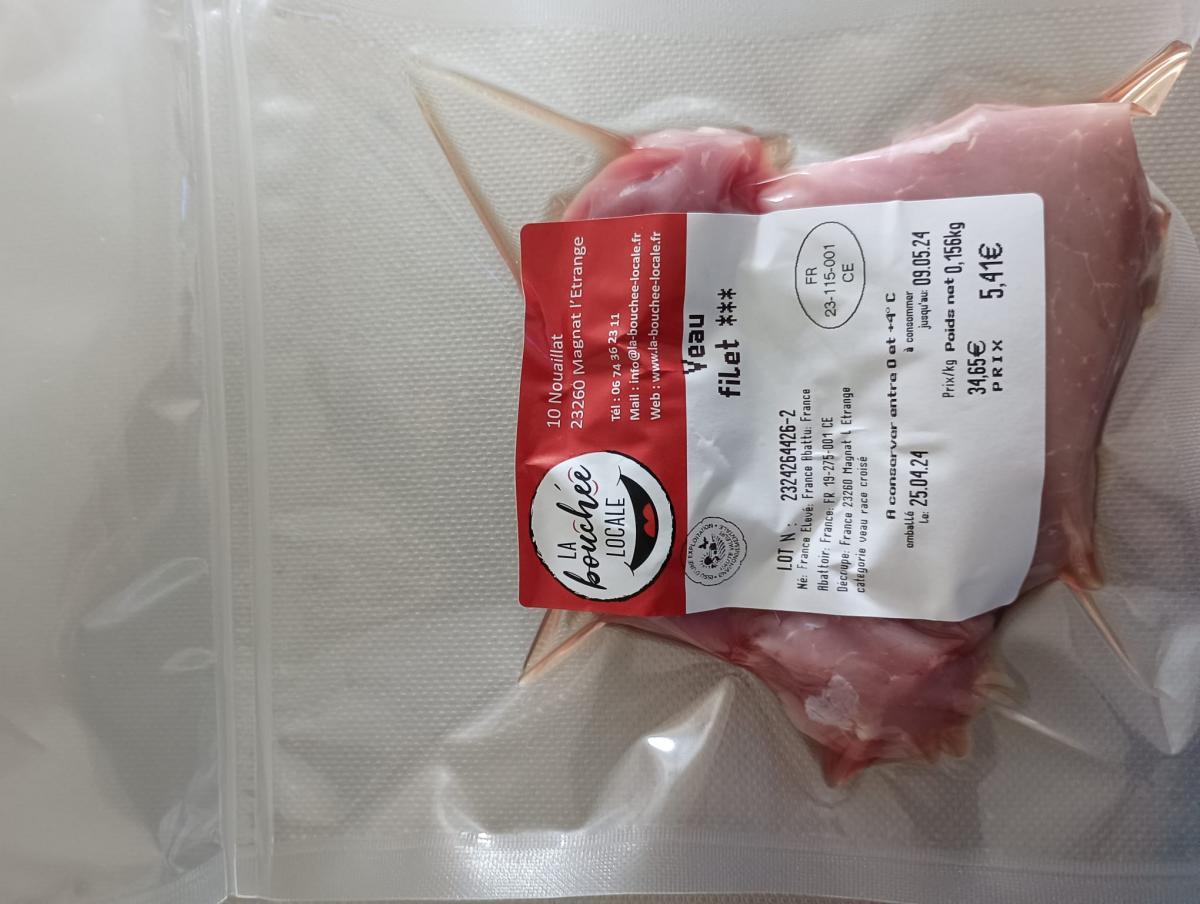 LA
bouchée
LOCALE
10 Nouaillat
23260 Magnat l'Etrange
Tél : 06 74 36 23 11
Mail : info@la-bouchee-locale.fr
Web : www.la-bouchee-locale.fr
Veau
filet ***
FR
23-115-001
CE
LOT N : 2324264426-2
Né: France Elevé: France Abattu: France
Abattoir: France: FR 19-275-001 CE
Découpe: France 23260 Magnat L Etrange
catégorie veau race croisé
A conserver entre 0 et +4° C
emballé
Le: 25.04.24
à consommer
jusqu'au: 09.05.24
Prix/kg Poids net 0,156kg
34,65€
PRIX 5,41€